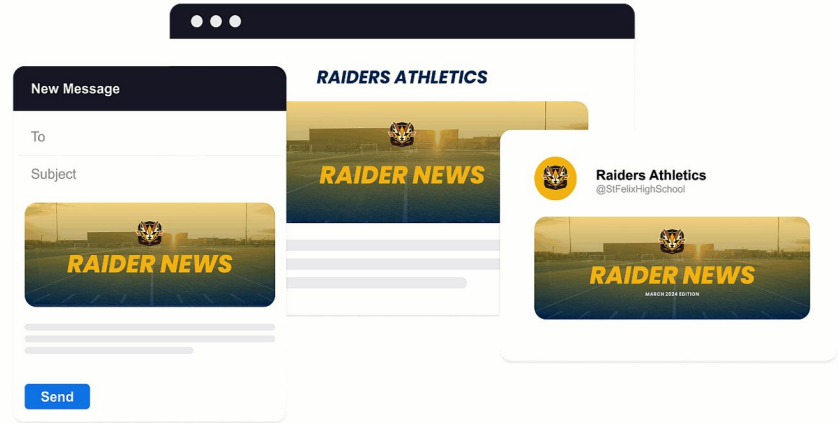 New Message
To
Subject
RAIDER NEWS
Send
RAIDERS ATHLETICS
RAIDER NEWS
Raiders Athletics
@StFelixHighSchool
RAIDER NEWS
MARCH 2024 EDITION